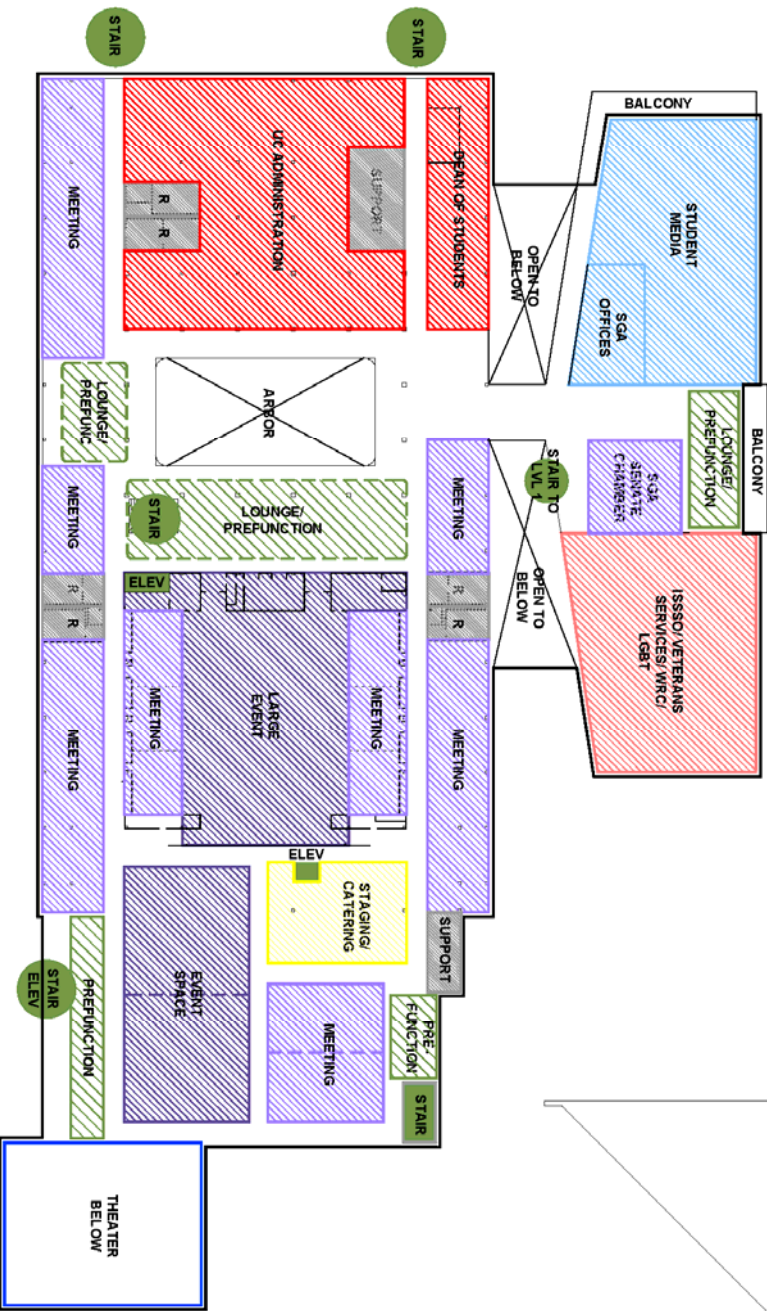 STAIR
STAIR
BALCONY
MEETING
UC ADMINISTRATION
SUPPORT
R
R
DEAN OF STUDENTS
OPEN TO
BELOW
STUDENT
MEDIA
SGA
OFFICES
LOUNGE/
PREFUNC
ARBOR
LOUNGE/
PREFUNCTION
BALCONY
MEETING
STAIR
LOUNGE/
PREFUNCTION
MEETING
STAIR TO
LVL 1
SGA
SENATE
CHAMBER
OPEN TO
BELOW
ISSSO/ VETERANS
SERVICES/ WRC/
LGBT
R
R
ELEV
R
R
MEETING
MEETING
LARGE
EVENT
MEETING
MEETING
ELEV
STAGING/
CATERING
SUPPORT
STAIR
ELEV
PREFUNCTION
EVENT
SPACE
MEETING
PRE-
FUNCTION
STAIR
THEATER
BELOW